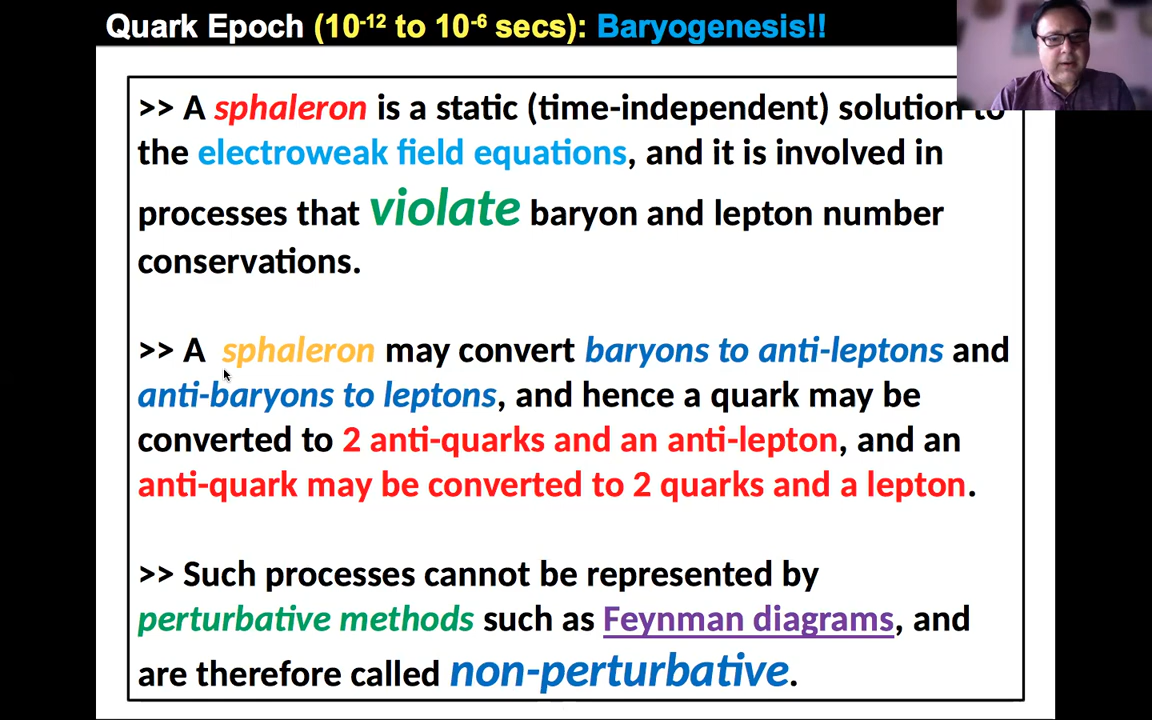 Quark Epoch (10⁻¹² to 10⁻⁶ secs): Baryogenesis!!
>> A sphaleron is a static (time-independent) solution to
the electroweak field equations, and it is involved in
processes that violate baryon and lepton number
conservations.
>> A sphaleron may convert baryons to anti-leptons and
anti-baryons to leptons, and hence a quark may be
converted to 2 anti-quarks and an anti-lepton, and an
anti-quark may be converted to 2 quarks and a lepton.
>> Such processes cannot be represented by
perturbative methods such as Feynman diagrams, and
are therefore called non-perturbative.